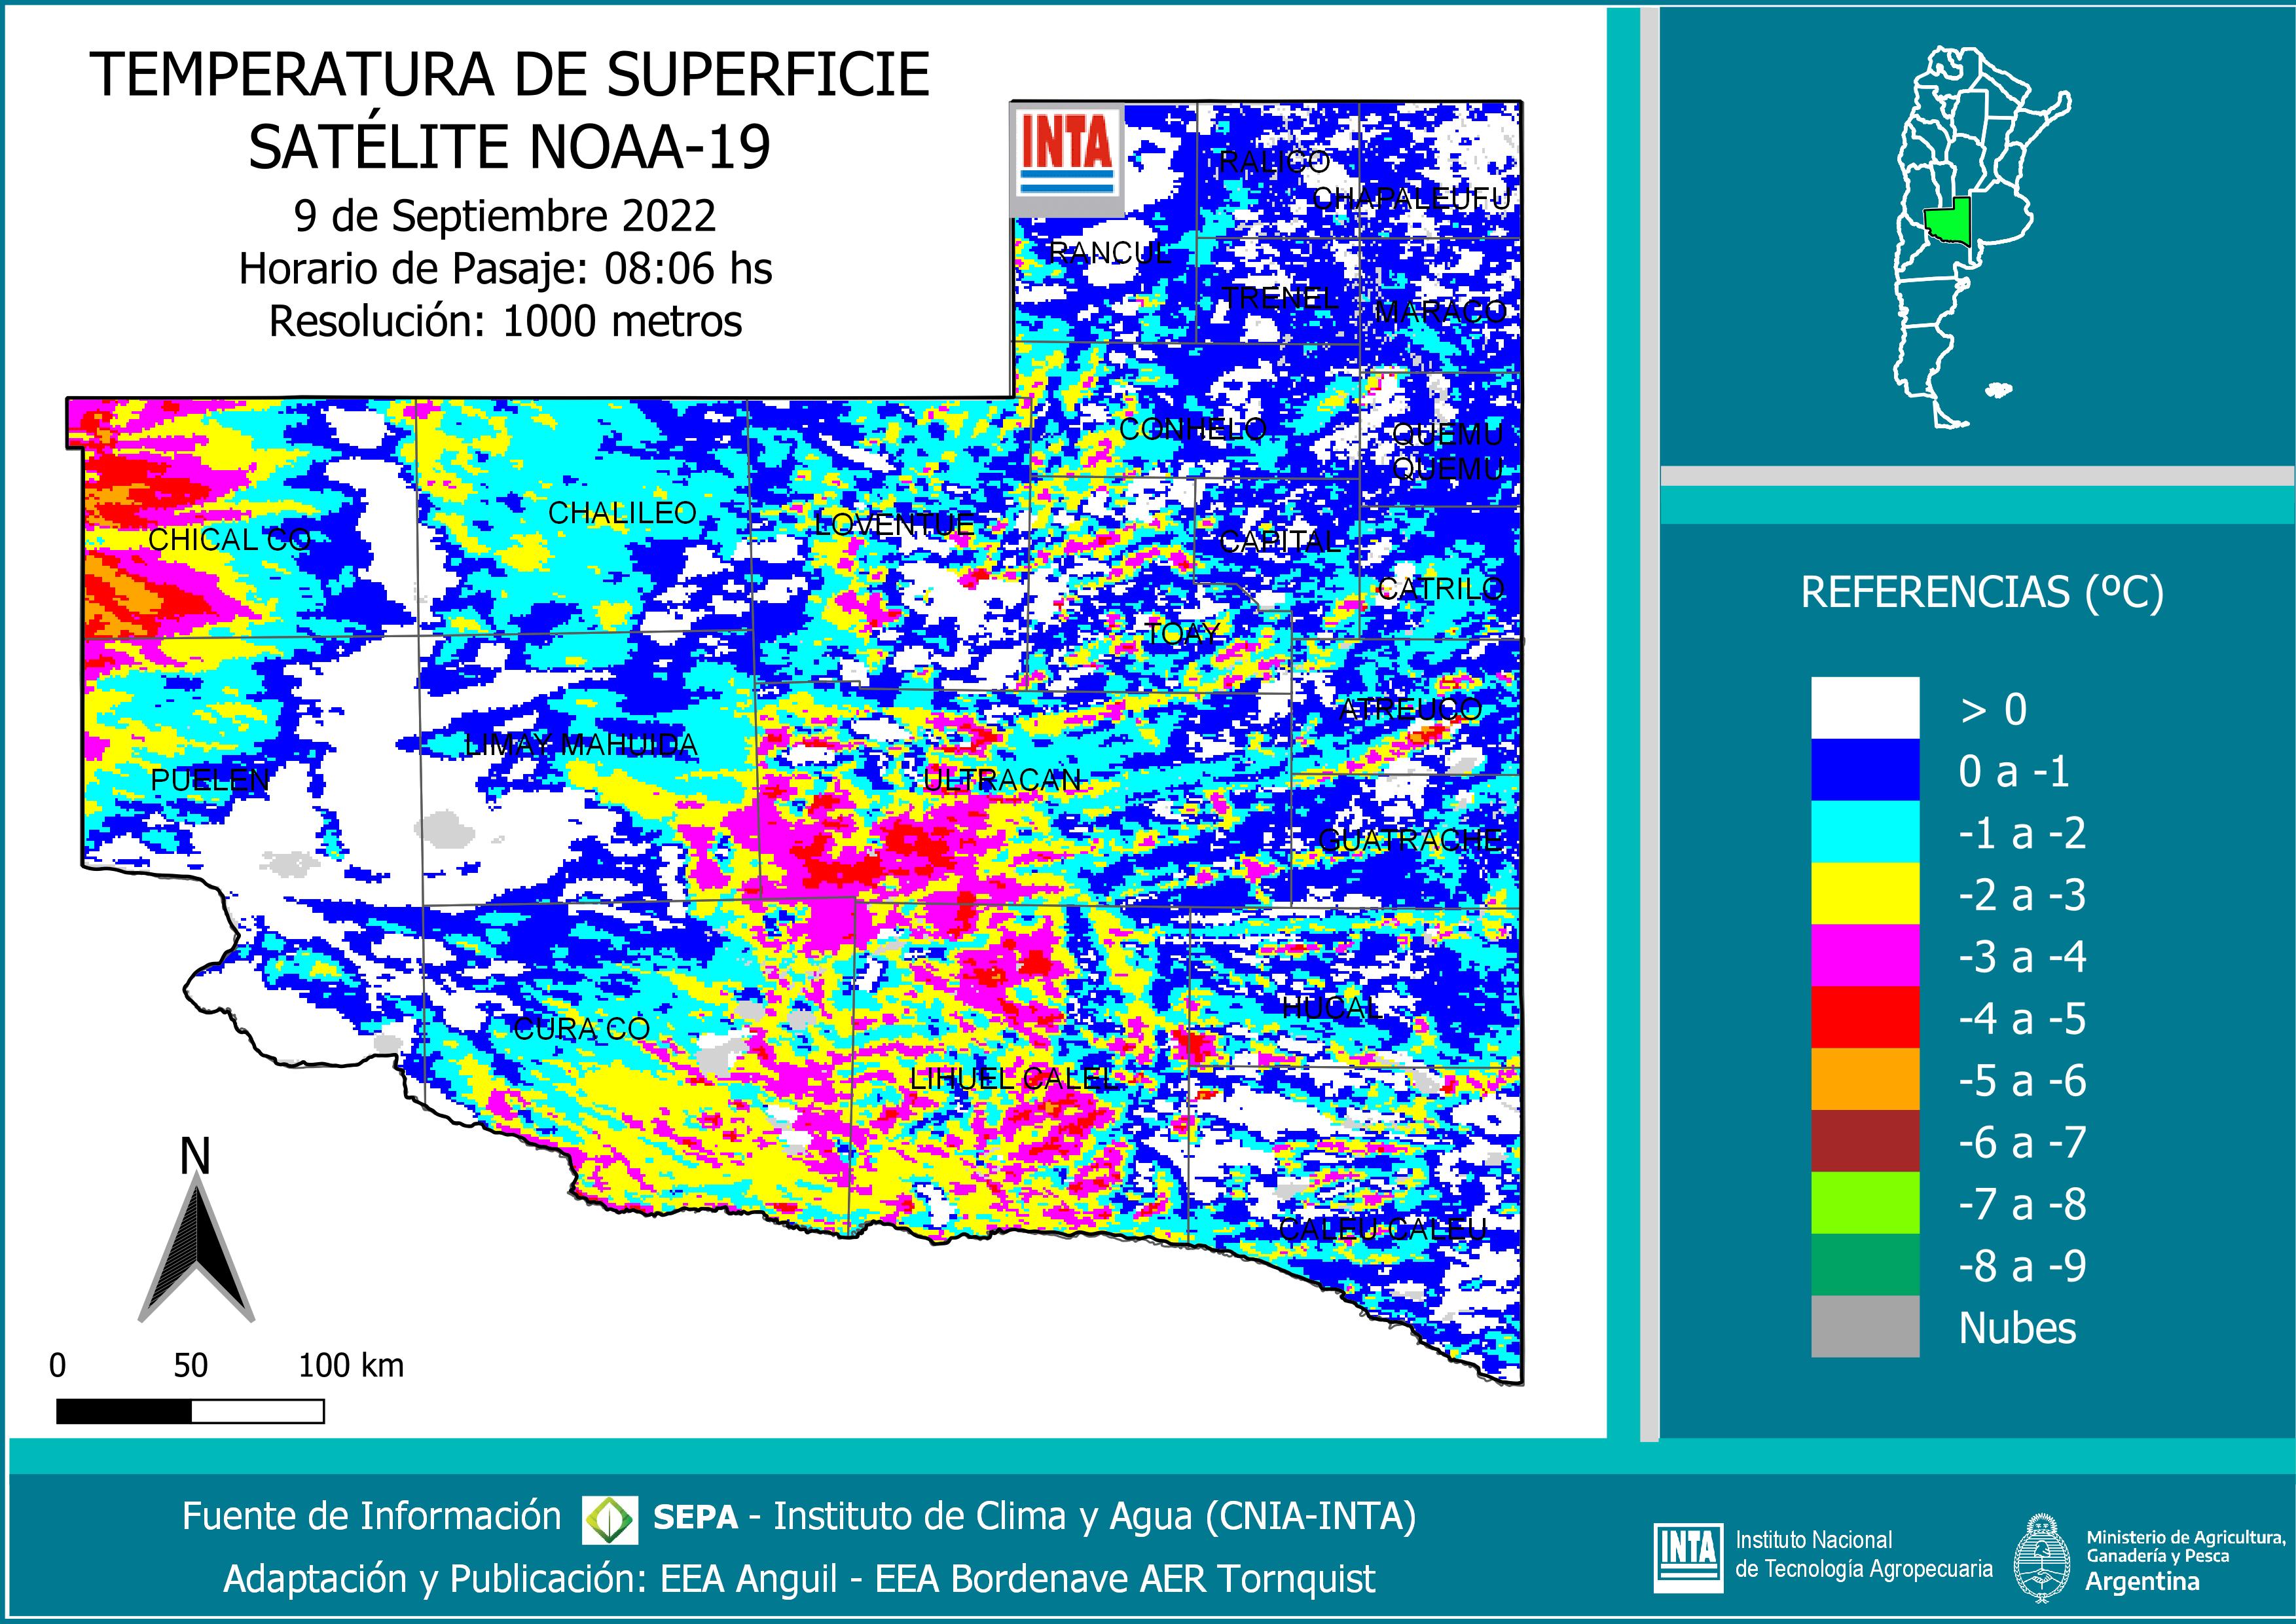 TEMPERATURA DE SUPERFICIE
SATÉLITE NOAA-19
9 de Septiembre 2022
Horario de Pasaje: 08:06 hs
Resolución: 1000 metros
INTA
RALICO
CHAPALEUFU
RANCUL
TRENEL
MARACO
CONHELO
QUEMU
QUEMU
CHALILEO
LOVENTUE
CHICAL CO
CAPITAL
CATRILO
TOAY
ATREUCO
LIMAY MAHUIDA
PUELEN
ULTRACAN
GUATRACHE
HUCAL
CURA CO
LIHUEL CALEL
CALEU CALEU
N
0 50 100 km
REFERENCIAS (ºC)
> 0
0 a -1
-1 a -2
-2 a -3
-3 a -4
-4 a -5
-5 a -6
-6 a -7
-7 a -8
-8 a -9
Nubes
Fuente de Información SEPA - Instituto de Clima y Agua (CNIA-INTA)
Adaptación y Publicación: EEA Anguil - EEA Bordenave AER Tornquist
INTA
Instituto Nacional
de Tecnología Agropecuaria
Ministerio de Agricultura,
Ganadería y Pesca
Argentina